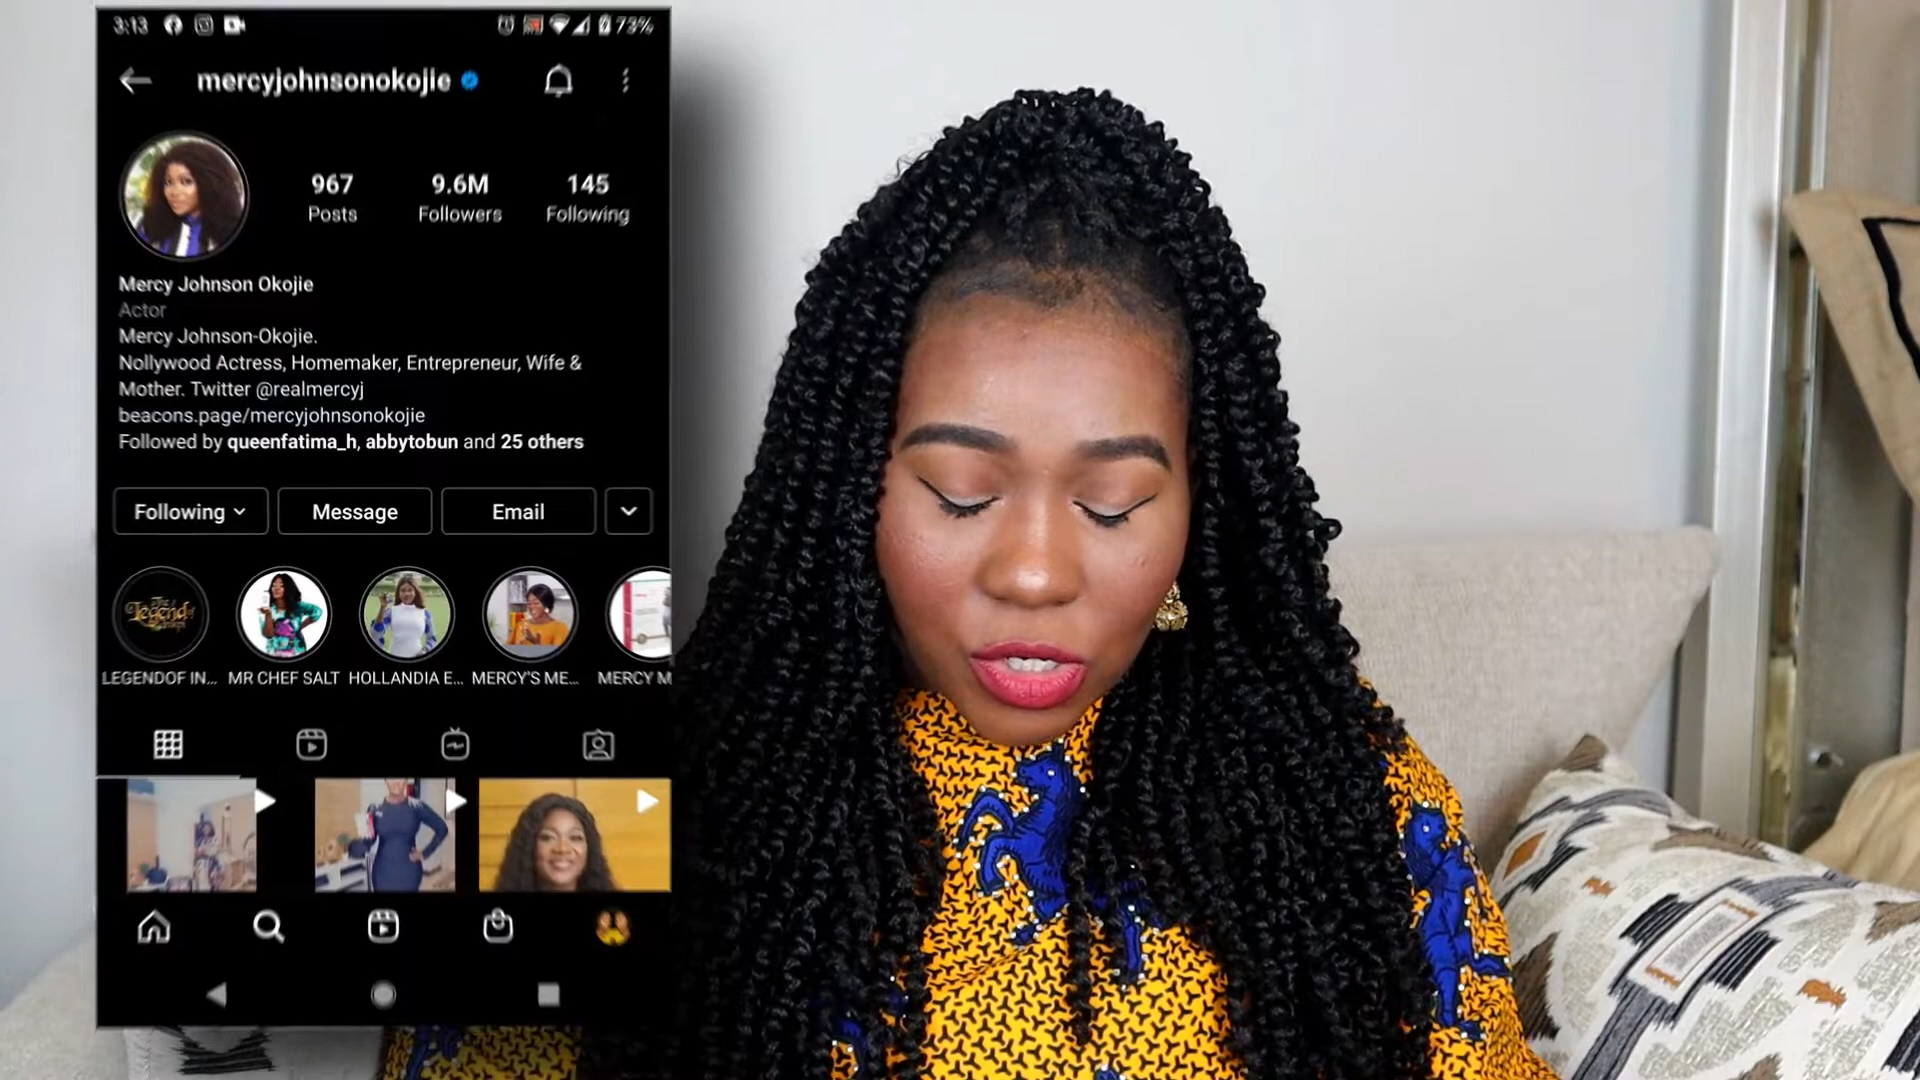 3:13
73%
mercyjohnsonokojie
967
Posts
9.6M
Followers
145
Following
Mercy Johnson Okojie
Actor
Mercy Johnson-Okojie.
Nollywood Actress, Homemaker, Entrepreneur, Wife &
Mother. Twitter @realmercyj
beacons.page/mercyjohnsonokojie
Followed by queenfatima_h, abbytobun and 25 others
Following
Message
Email
Legend
LEGENDOF IN... MR CHEF SALT HOLLANDIA E... MERCY'S ME... MERCY M